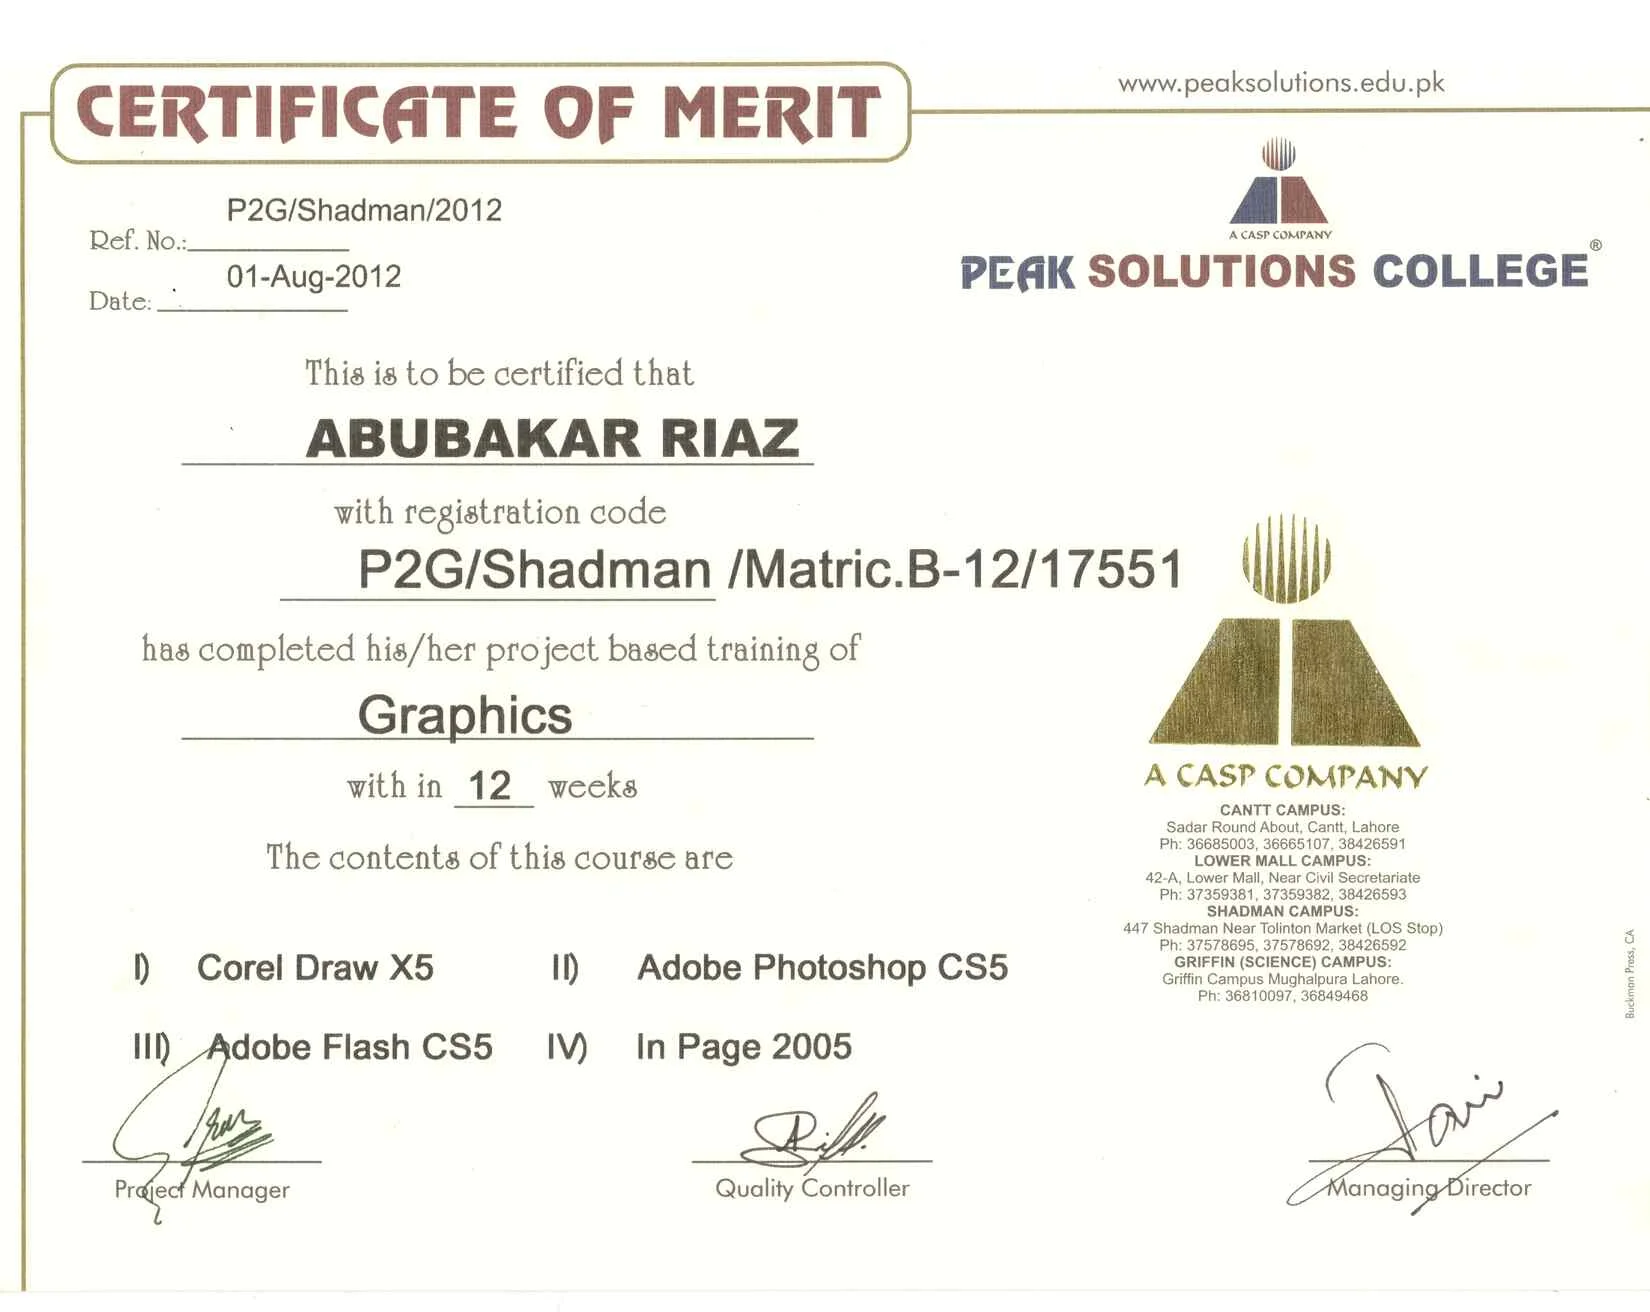 CERTIFICATE OF MERIT
www.peaksolutions.edu.pk
A CASP COMPANY
PEAK SOLUTIONS COLLEGE®
P2G/Shadman/2012
Ref. No.:
01-Aug-2012
Date:
This is to be certified that
ABUBAKAR RIAZ
with registration code
P2G/Shadman /Matric.B-12/17551
has completed his/her project based training of
Graphics
with in 12 weeks
The contents of this course are
I) Corel Draw X5 II) Adobe Photoshop CS5
III) Adobe Flash CS5 IV) In Page 2005
A CASP COMPANY
CANTT CAMPUS:
Sadar Round About, Cantt, Lahore
Ph: 36685003, 36665107, 38426591
LOWER MALL CAMPUS:
42-A, Lower Mall, Near Civil Secretariate
Ph: 37359381, 37359382, 38426593
SHADMAN CAMPUS:
447 Shadman Near Tolinton Market (LOS Stop)
Ph: 37578695, 37578692, 38426592
GRIFFIN (SCIENCE) CAMPUS:
Griffin Campus Mughalpura Lahore.
Ph: 36810097, 36849468
Buckman Press, CA
Project Manager
Quality Controller
Managing Director